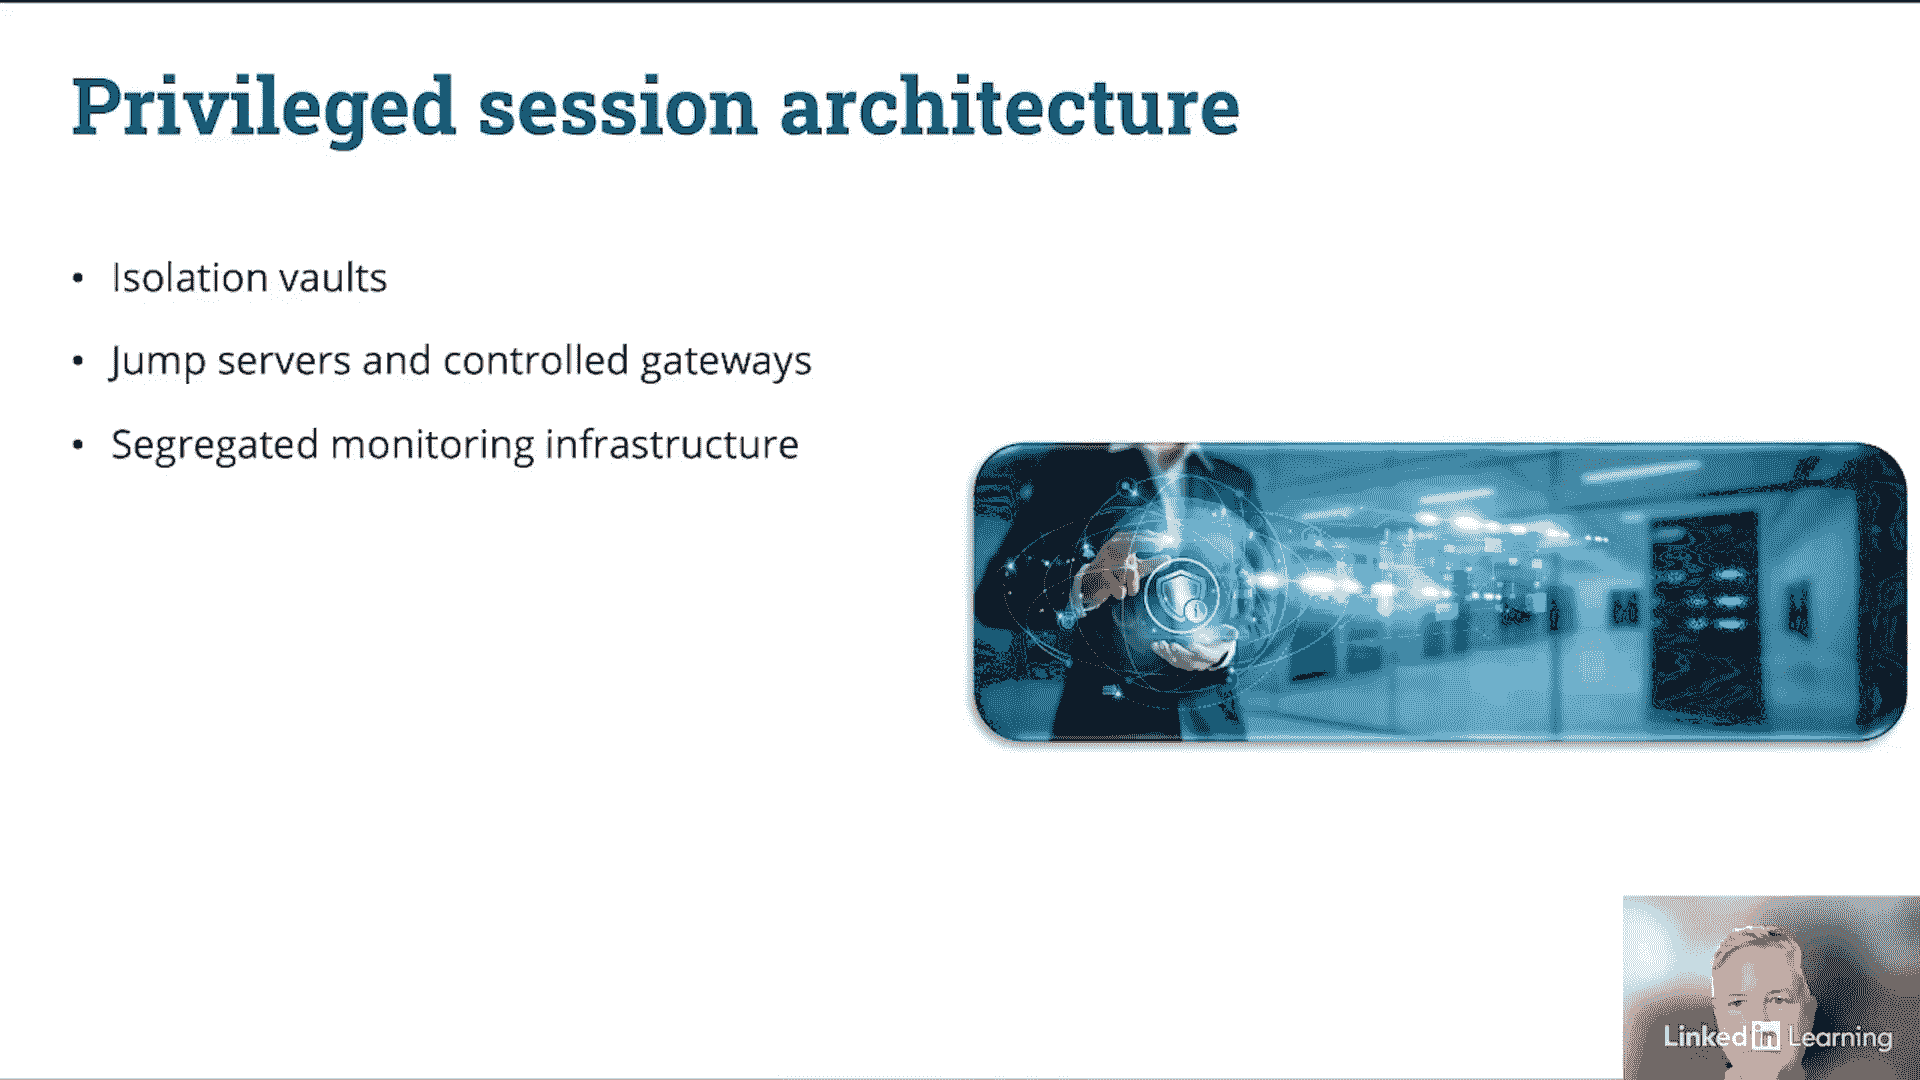 Privileged session architecture
• Isolation vaults
• Jump servers and controlled gateways
• Segregated monitoring infrastructure
Linked in Learning